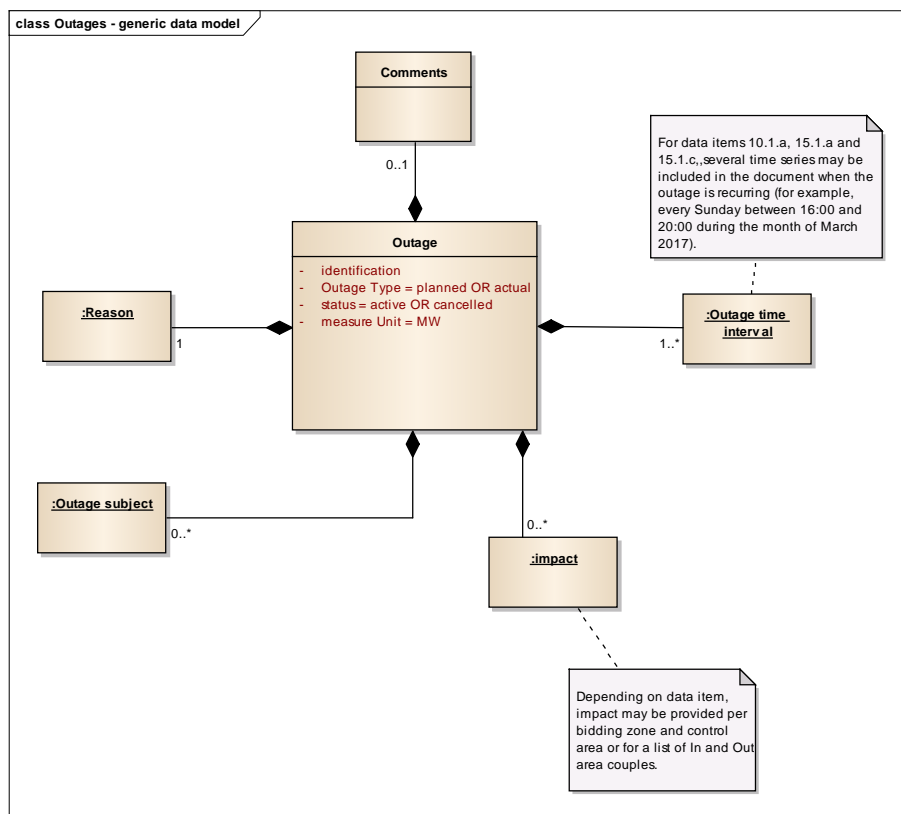 class Outages - generic data model
Comments
0..1
For data items 10.1.a, 15.1.a and
15.1.c,,several time series may be
included in the document when the
outage is recurring (for example,
every Sunday between 16:00 and
20:00 during the month of March
2017).
Outage
- identification
- Outage Type = planned OR actual
- status = active OR cancelled
- measure Unit = MW
:Reason
1
:Outage time
interval
1..*
:Outage subject
0..*
0..*
:impact
Depending on data item,
impact may be provided per
bidding zone and control
area or for a list of In and Out
area couples.